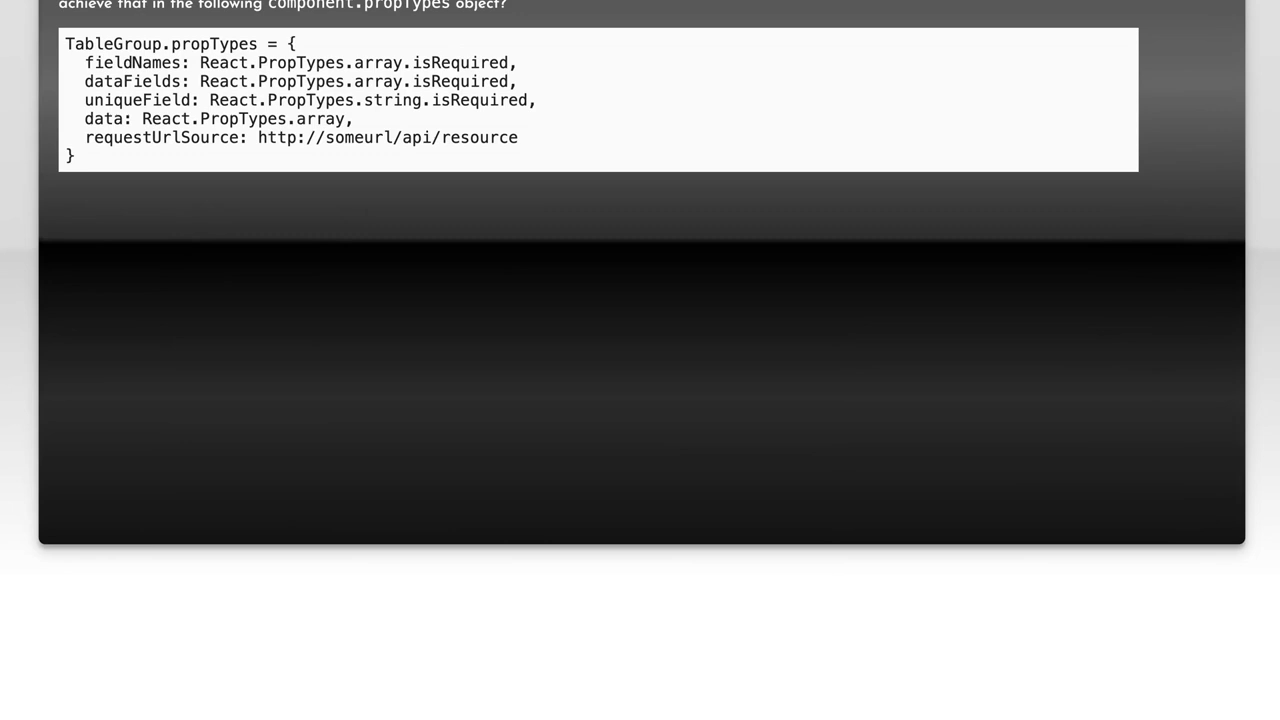 achieve that in the following component.propTypes object?
TableGroup.propTypes = {
  fieldNames: React.PropTypes.array.isRequired,
  dataFields: React.PropTypes.array.isRequired,
  uniqueField: React.PropTypes.string.isRequired,
  data: React.PropTypes.array,
  requestUrlSource: http://someurl/api/resource
}